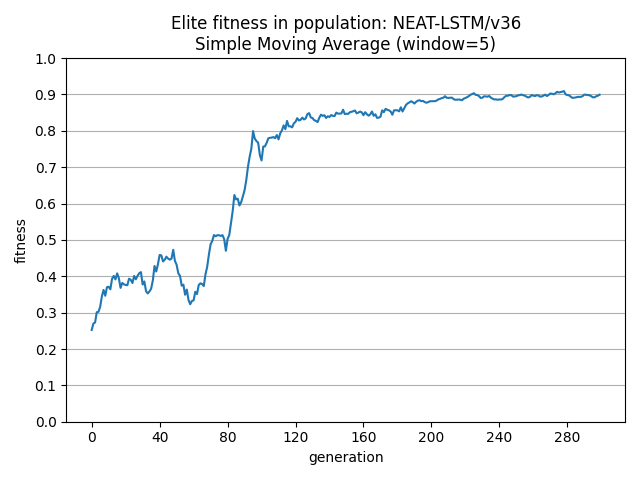 Elite fitness in population: NEAT-LSTM/v36
Simple Moving Average (window=5)
1.0
0.9
0.8
0.7
0.6
0.5
0.4
0.3
0.2
0.1
0.0
fitness
0 40 80 120 160 200 240 280
generation